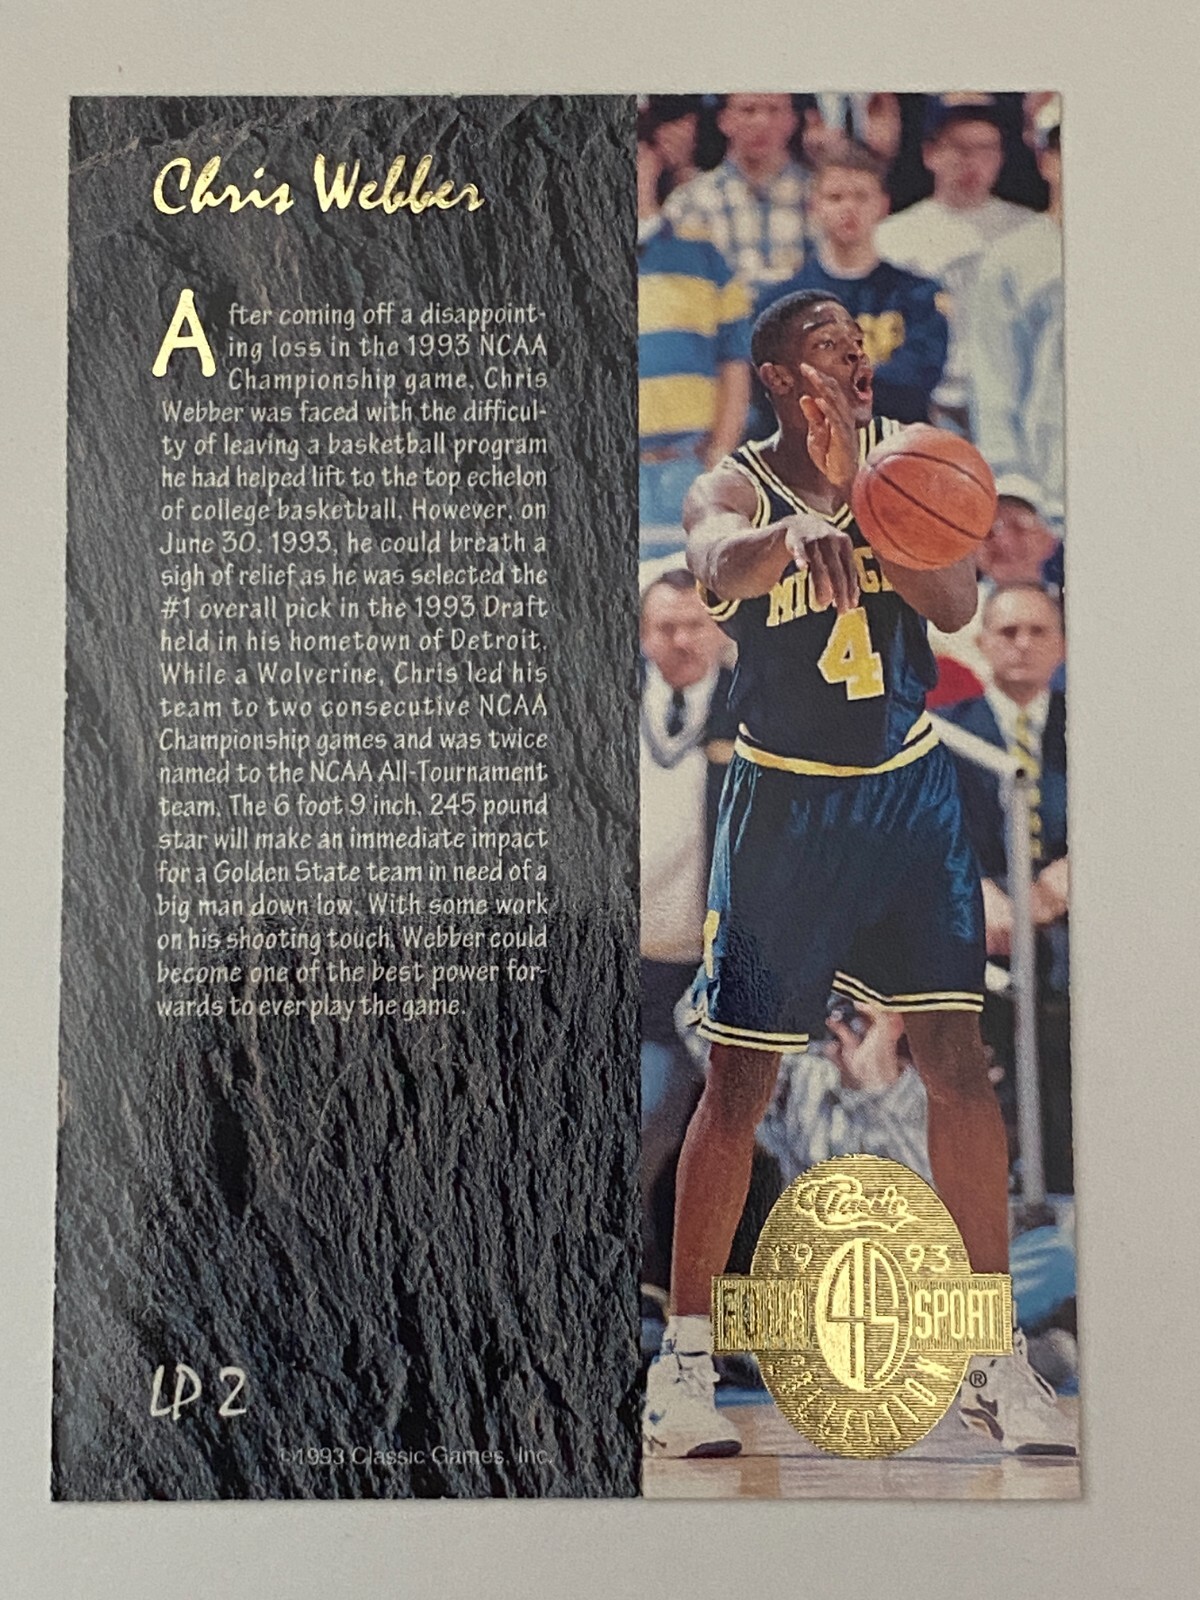 Chris Webber
After coming off a disappoint-
ing loss in the 1993 NCAA
Championship game, Chris
Webber was faced with the difficul-
ty of leaving a basketball program
he had helped lift to the top echelon
of college basketball. However, on
June 30, 1993, he could breath a
sigh of relief as he was selected the
#1 overall pick in the 1993 Draft
held in his hometown of Detroit.
While a Wolverine, Chris led his
team to two consecutive NCAA
Championship games and was twice
named to the NCAA All-Tournament
team. The 6 foot 9 inch, 245 pound
star will make an immediate impact
for a Golden State team in need of a
big man down low. With some work
on his shooting touch, Webber could
become one of the best power for-
wards to ever play the game.
LP 2
©1993 Classic Games, Inc.
MICHIG
4
Classic
1993
FOUR 4S SPORT
COLLECTION
®